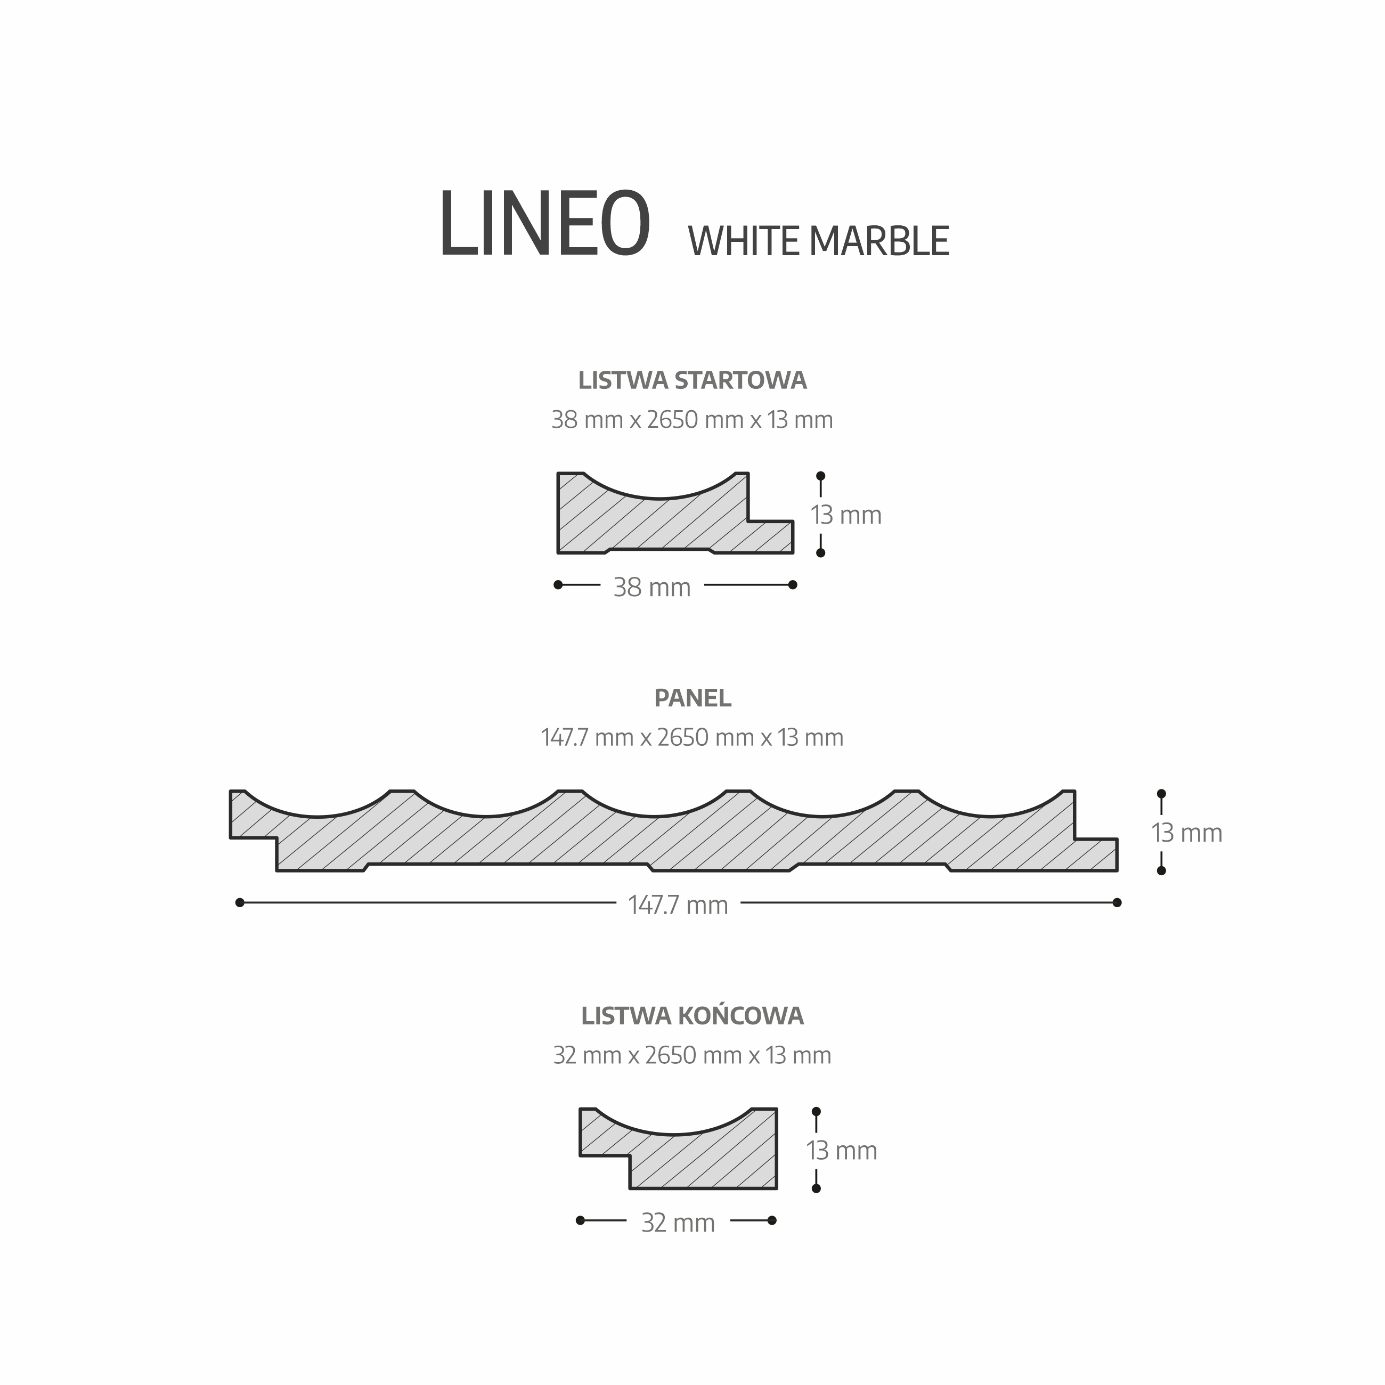 LINEO WHITE MARBLE
LISTWA STARTOWA
38 mm x 2650 mm x 13 mm
13 mm
38 mm
PANEL
147.7 mm x 2650 mm x 13 mm
13 mm
147.7 mm
LISTWA KOŃCOWA
32 mm x 2650 mm x 13 mm
13 mm
32 mm